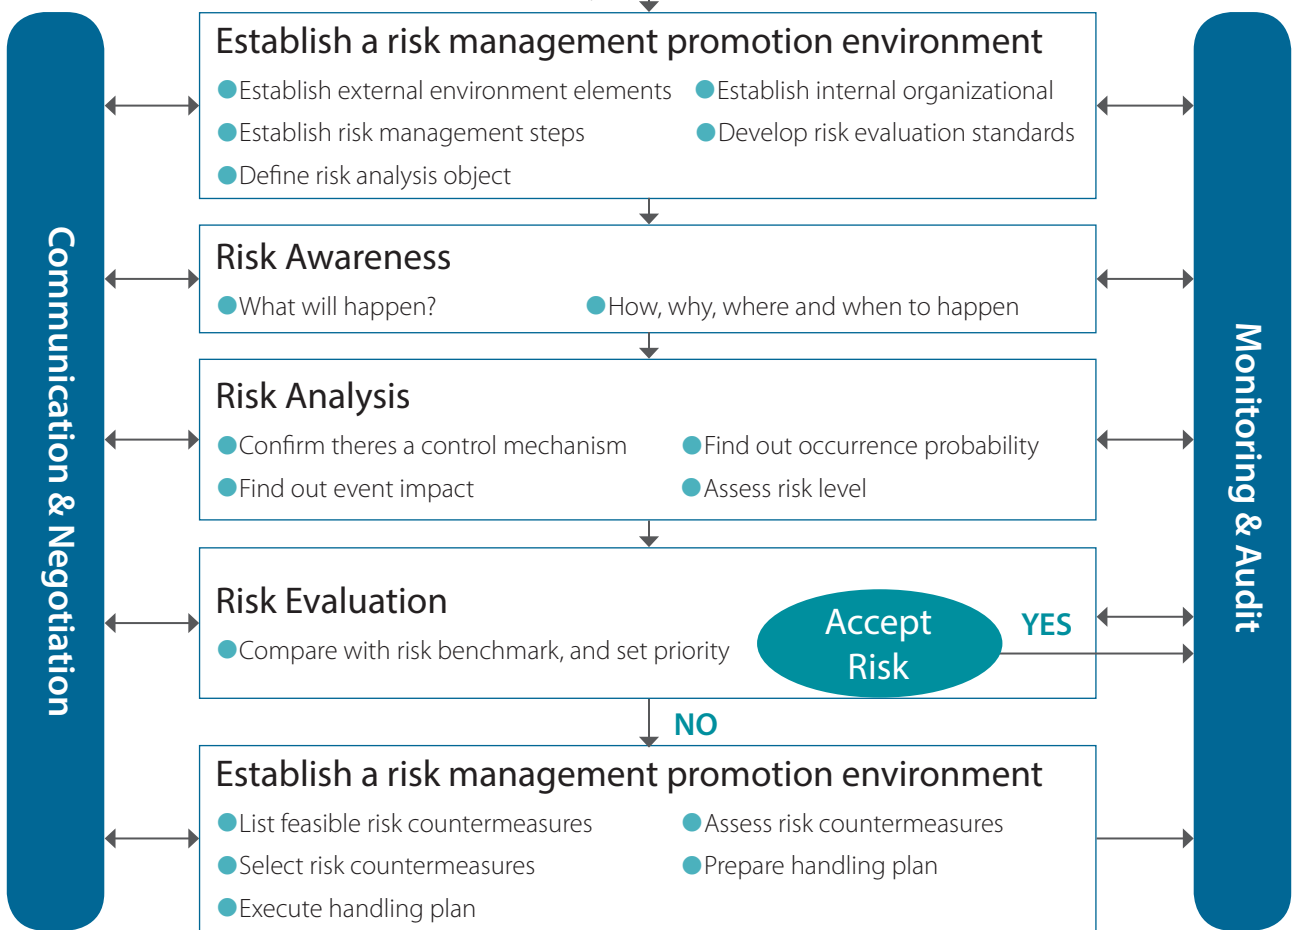 Communication & Negotiation
Establish a risk management promotion environment
Establish external environment elements
Establish internal organizational
Establish risk management steps
Develop risk evaluation standards
Define risk analysis object
Risk Awareness
What will happen?
How, why, where and when to happen
Risk Analysis
Confirm theres a control mechanism
Find out occurrence probability
Find out event impact
Assess risk level
Risk Evaluation
Compare with risk benchmark, and set priority
Accept
Risk
YES
NO
Establish a risk management promotion environment
List feasible risk countermeasures
Assess risk countermeasures
Select risk countermeasures
Prepare handling plan
Execute handling plan
Monitoring & Audit